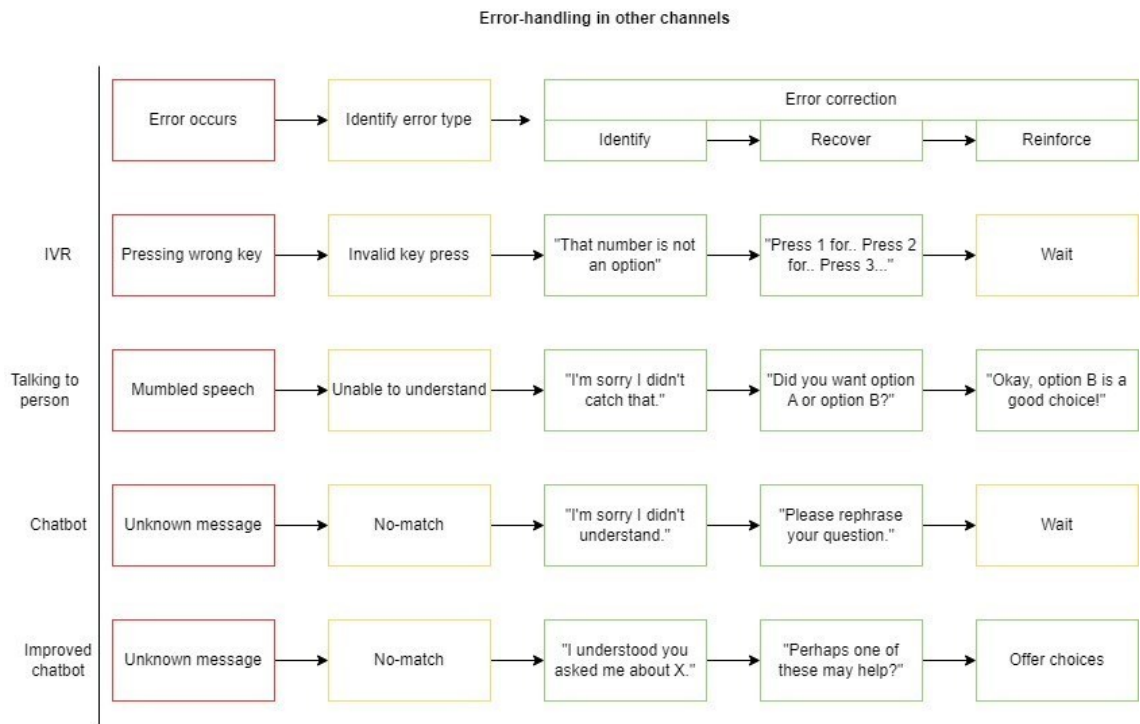 Error-handling in other channels
Error occurs
Identify error type
Error correction
Identify
Recover
Reinforce
IVR
Pressing wrong key
Invalid key press
"That number is not
an option"
"Press 1 for.. Press 2
for.. Press 3..."
Wait
Talking to
person
Mumbled speech
Unable to understand
"I'm sorry I didn't
catch that."
"Did you want option
A or option B?"
"Okay, option B is a
good choice!"
Chatbot
Unknown message
No-match
"I'm sorry I didn't
understand."
"Please rephrase
your question."
Wait
Improved
chatbot
Unknown message
No-match
"I understood you
asked me about X."
"Perhaps one of
these may help?"
Offer choices